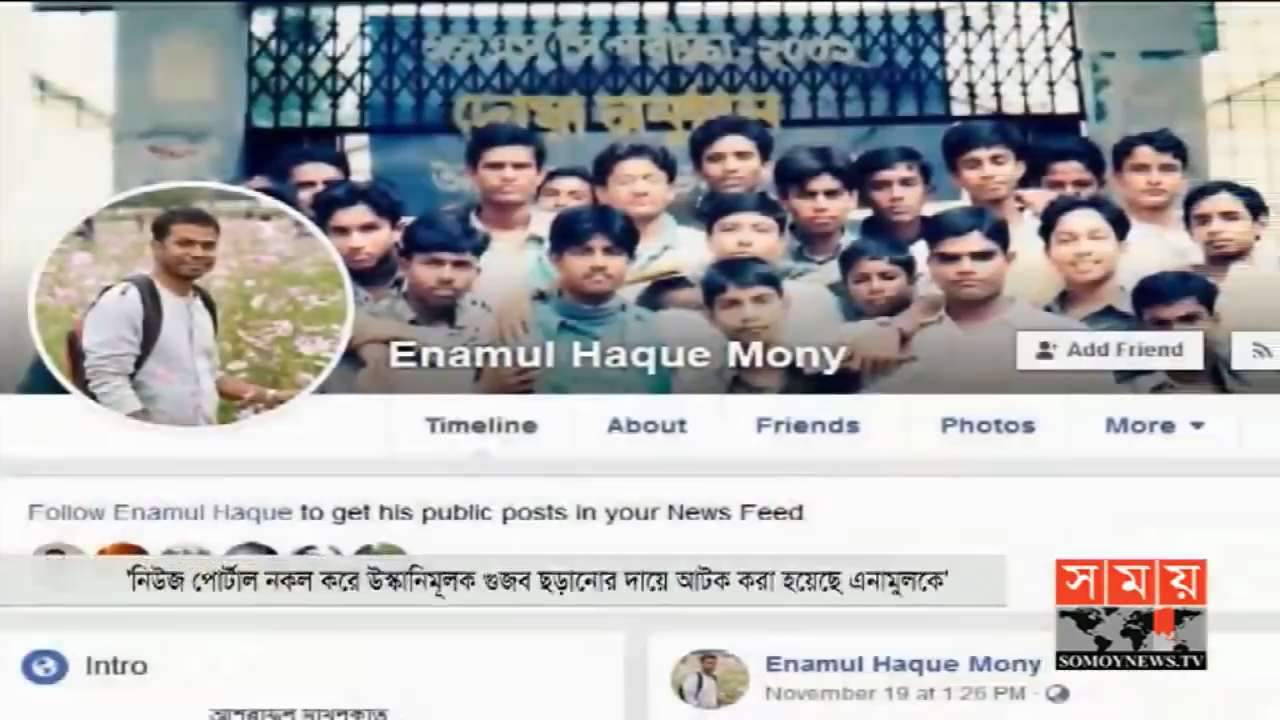 Enamul Haque Mony
Add Friend
Timeline About Friends Photos More
Follow Enamul Haque to get his public posts in your News Feed
'নিউজ পোর্টাল নকল করে উস্কানিমূলক গুজব ছড়ানোর দায়ে আটক করা হয়েছে এনামুলকে'
সময়
SOMOYNEWS.TV
Intro
Enamul Haque Mony
November 19 at 1:26 PM